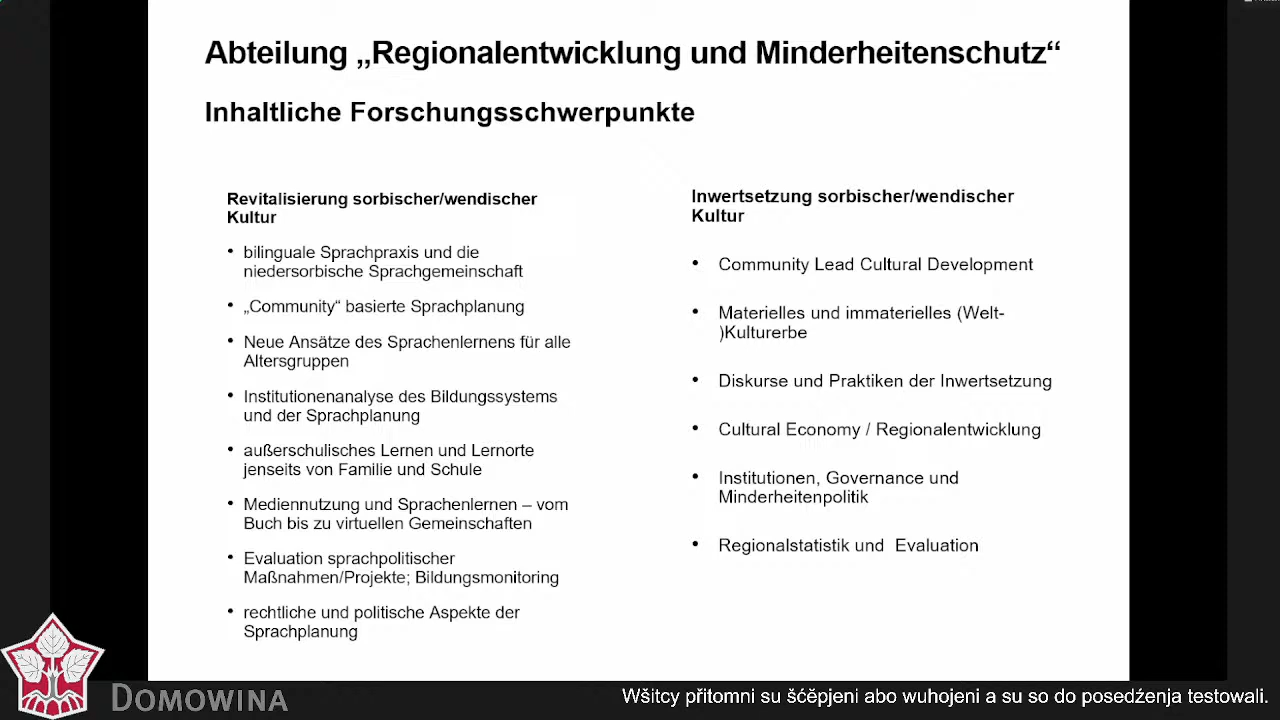 Abteilung „Regionalentwicklung und Minderheitenschutz“
Inhaltliche Forschungsschwerpunkte
Revitalisierung sorbischer/wendischer
Kultur
• bilinguale Sprachpraxis und die
niedersorbische Sprachgemeinschaft
• „Community“ basierte Sprachplanung
• Neue Ansätze des Sprachenlernens für alle
Altersgruppen
• Institutionenanalyse des Bildungssystems
und der Sprachplanung
• außerschulisches Lernen und Lernorte
jenseits von Familie und Schule
• Mediennutzung und Sprachenlernen – vom
Buch bis zu virtuellen Gemeinschaften
• Evaluation sprachpolitischer
Maßnahmen/Projekte; Bildungsmonitoring
• rechtliche und politische Aspekte der
Sprachplanung
Inwertsetzung sorbischer/wendischer
Kultur
• Community Lead Cultural Development
• Materielles und immaterielles (Welt-
)Kulturerbe
• Diskurse und Praktiken der Inwertsetzung
• Cultural Economy / Regionalentwicklung
• Institutionen, Governance und
Minderheitenpolitik
• Regionalstatistik und  Evaluation
DOMOWINA
Wšitcy přitomni su šćěpjeni abo wuhojeni a su so do posedźenja testowali.